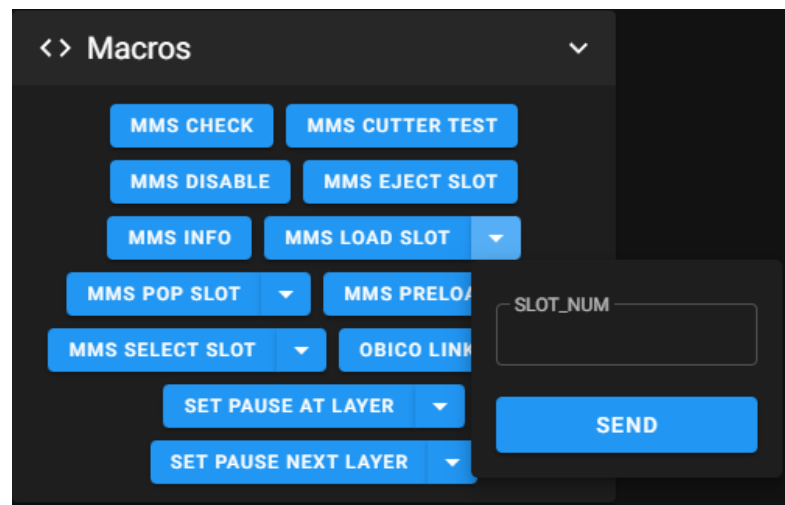 <> Macros
MMS CHECK MMS CUTTER TEST
MMS DISABLE MMS EJECT SLOT
MMS INFO MMS LOAD SLOT
MMS POP SLOT MMS PRELOA
SLOT_NUM
MMS SELECT SLOT OBICO LINK
SET PAUSE AT LAYER
SEND
SET PAUSE NEXT LAYER